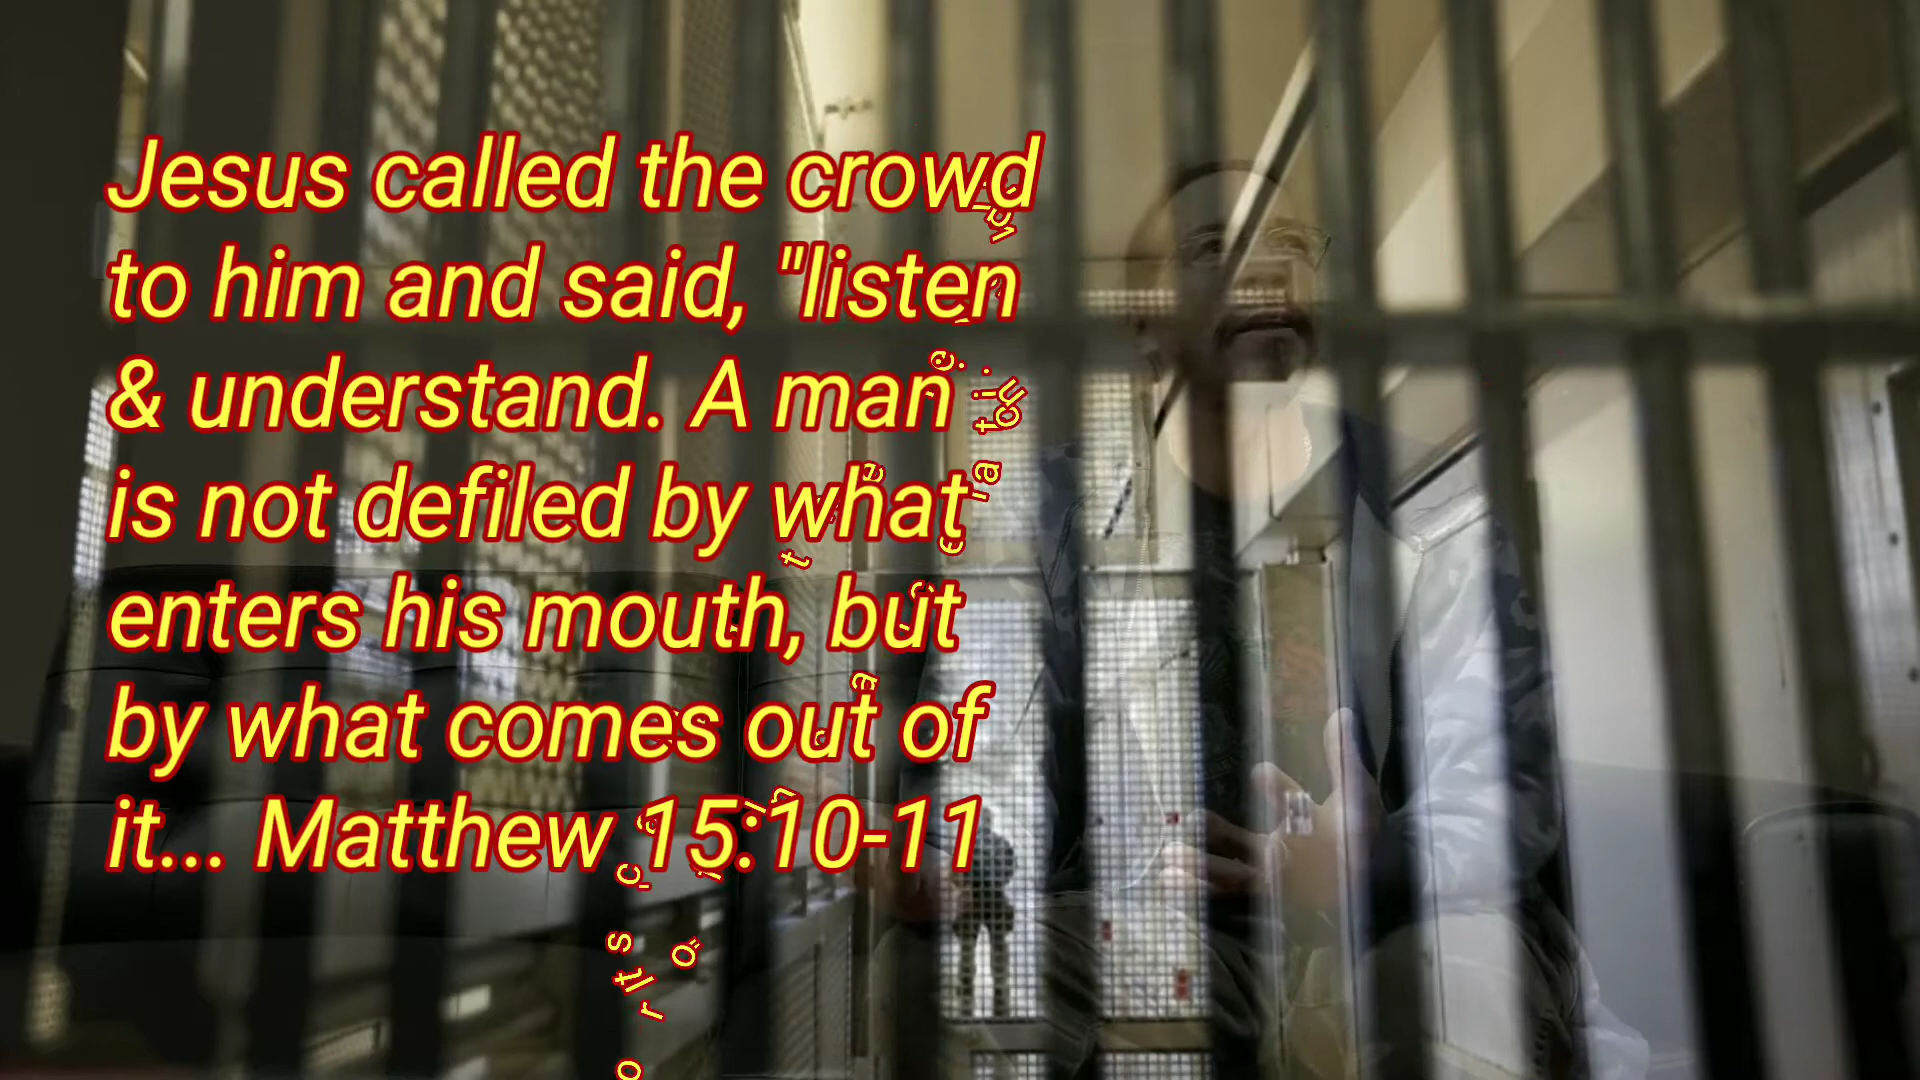 Jesus called the crowd
to him and said, "listen
& understand. A man
is not defiled by what
enters his mouth, but
by what comes out of
it... Matthew 15:10-11